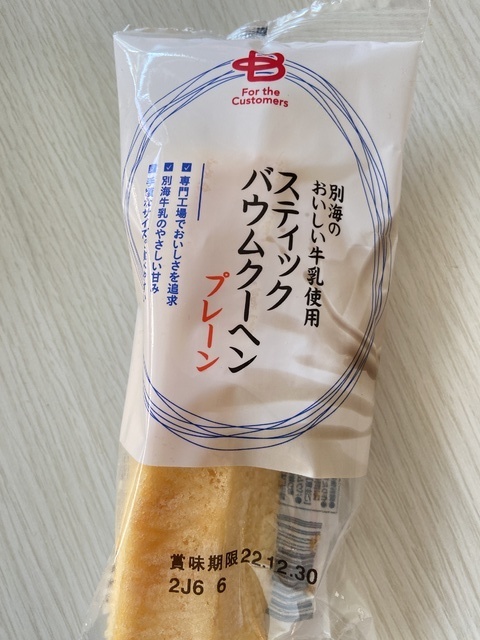 For the
Customers
別海の
おいしい牛乳使用
スティック
バウムクーヘン
プレーン
専門工場でおいしさを追求
別海牛乳のやさしい甘み
賞味期限22.12.30
2J6 6